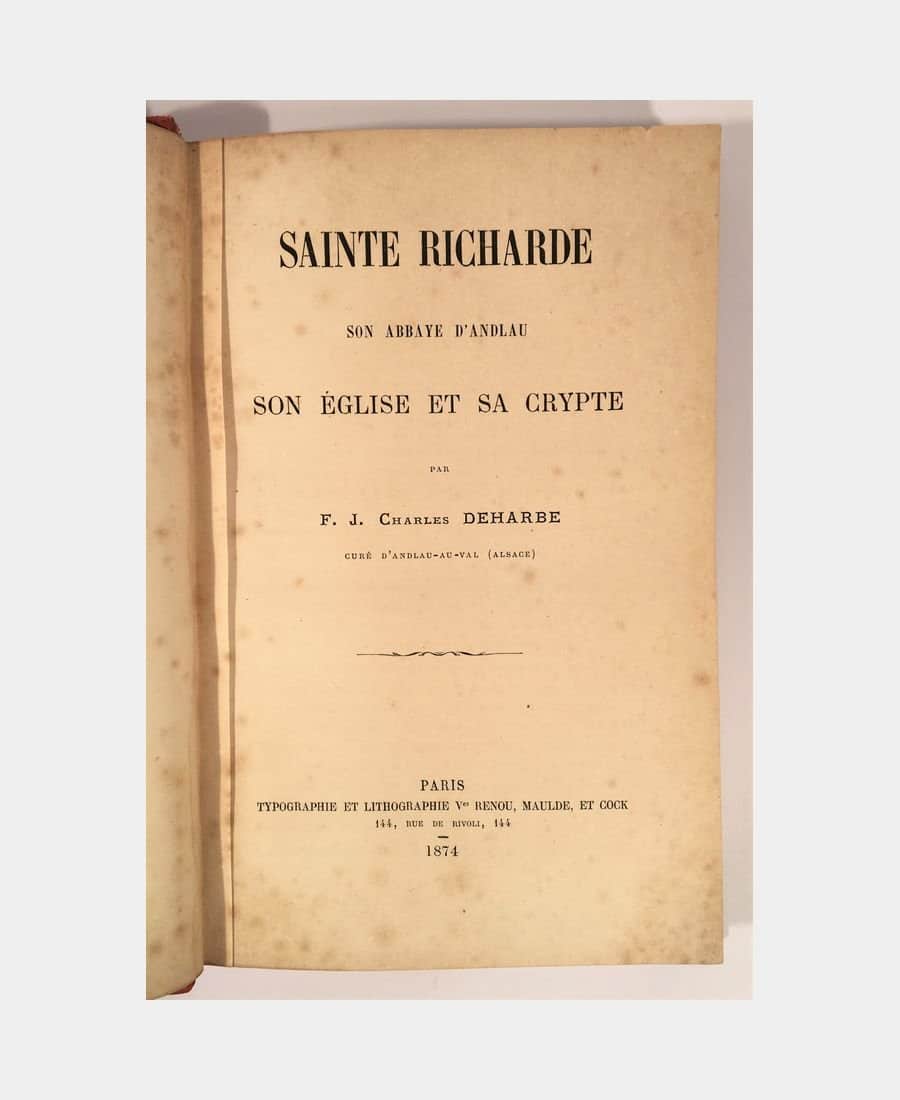 SAINTE RICHARDE
SON ABBAYE D'ANDLAU
SON ÉGLISE ET SA CRYPTE
PAR
F. J. CHARLES DEHARBE
CURÉ D'ANDLAU-AU-VAL (ALSACE)
PARIS
TYPOGRAPHIE ET LITHOGRAPHIE Ves RENOU, MAULDE, ET COCK
144, RUE DE RIVOLI, 144
1874